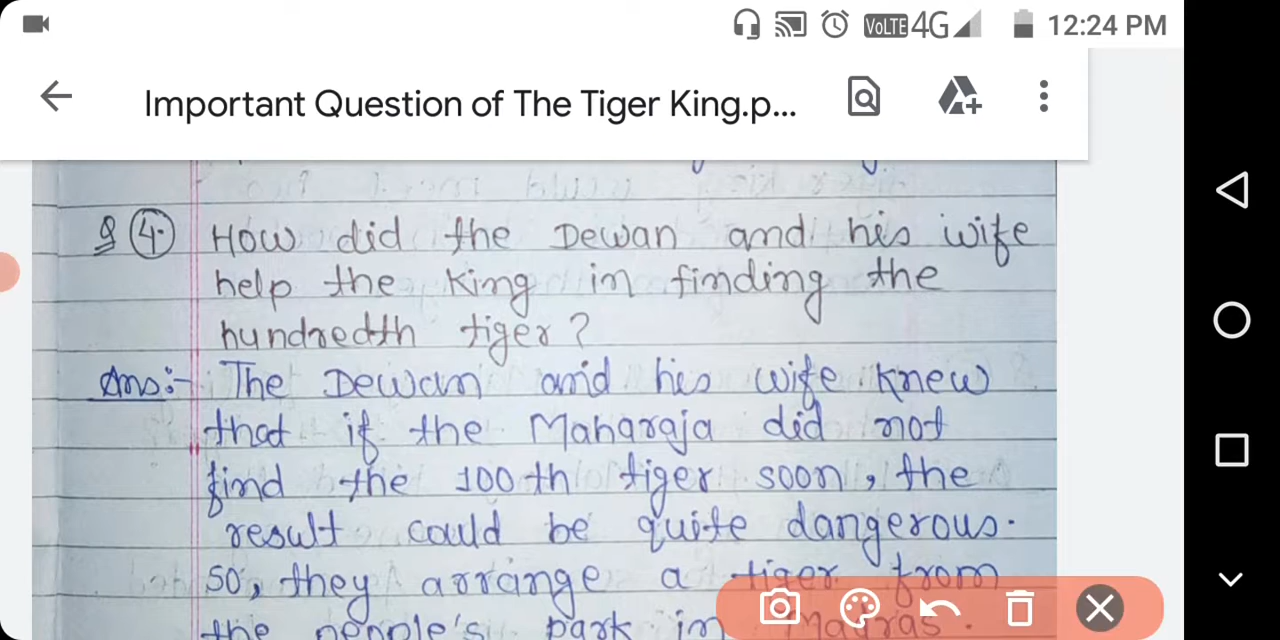 VoLTE 4G 12:24 PM
Important Question of The Tiger King.p...
Q 4. How did the Dewan and his wife
help the King in finding the
hundredth tiger?
Ans:- The Dewan and his wife knew
that if the Maharaja did not
find the 100th tiger soon, the
result could be quite dangerous.
So, they arrange a tiger from
the people's park in Madras.